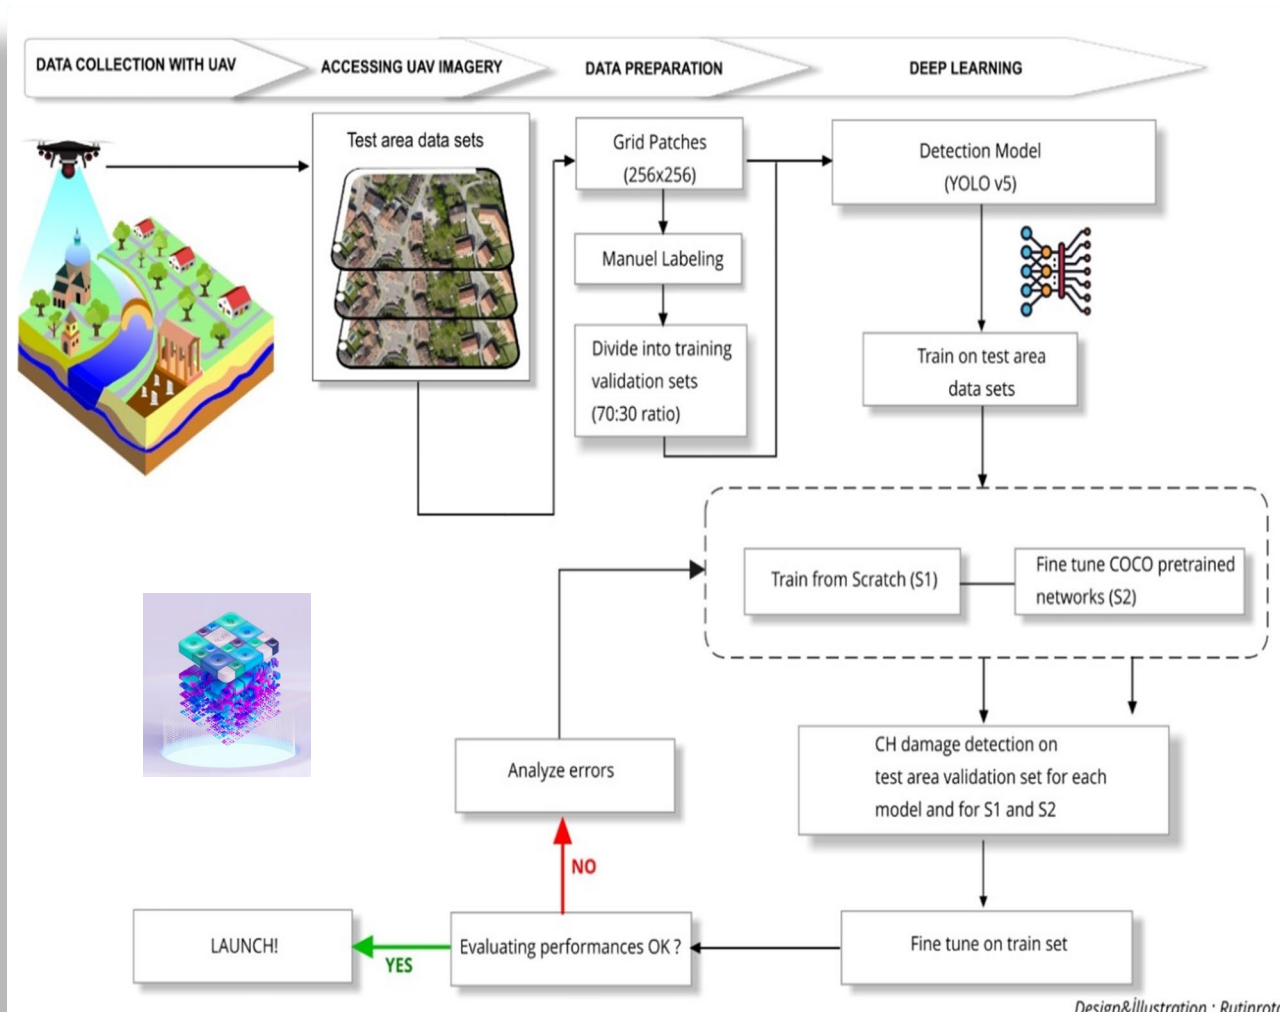 DATA COLLECTION WITH UAV
ACCESSING UAV IMAGERY
DATA PREPARATION
DEEP LEARNING
Test area data sets
Grid Patches
(256x256)
Manuel Labeling
Divide into training
validation sets
(70:30 ratio)
Detection Model
(YOLO v5)
Train on test area
data sets
Train from Scratch (S1)
Fine tune COCO pretrained
networks (S2)
CH damage detection on
test area validation set for each
model and for S1 and S2
Fine tune on train set
Evaluating performances OK ?
NO
Analyze errors
YES
LAUNCH!
Design&İllustration : Rutinprot